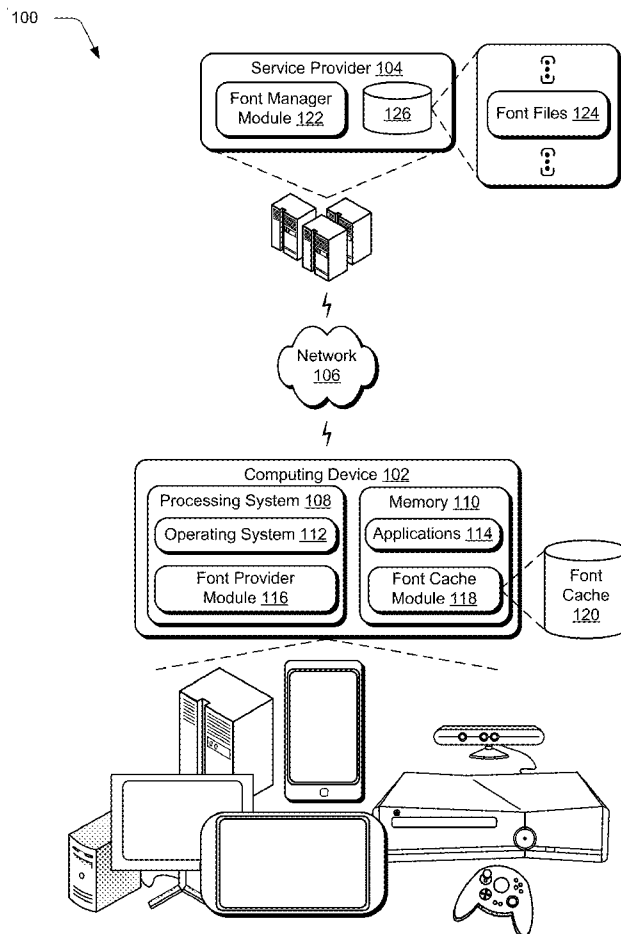 100
Service Provider 104
Font Manager
Module 122
126
Font Files 124
Network
106
Computing Device 102
Processing System 108
Operating System 112
Font Provider
Module 116
Memory 110
Applications 114
Font Cache
Module 118
Font
Cache
120